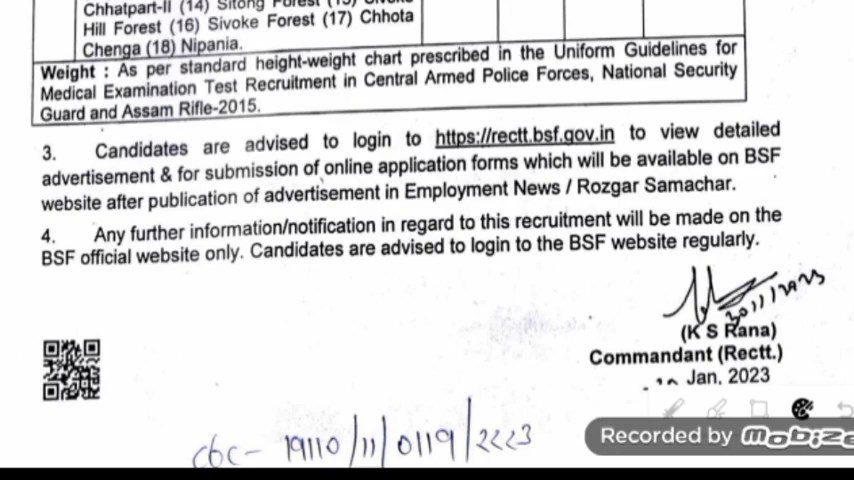 Chhatpart-II (14) Sitong Forest (15) Sivoke
Hill Forest (16) Sivoke Forest (17) Chhota
Chenga (18) Nipania.
Weight : As per standard height-weight chart prescribed in the Uniform Guidelines for
Medical Examination Test Recruitment in Central Armed Police Forces, National Security
Guard and Assam Rifle-2015.
3. Candidates are advised to login to https://rectt.bsf.gov.in to view detailed
advertisement & for submission of online application forms which will be available on BSF
website after publication of advertisement in Employment News / Rozgar Samachar.
4. Any further information/notification in regard to this recruitment will be made on the
BSF official website only. Candidates are advised to login to the BSF website regularly.
(K S Rana)
Commandant (Rectt.)
Jan. 2023
cbc- 19110/11/0119/2223
Recorded by